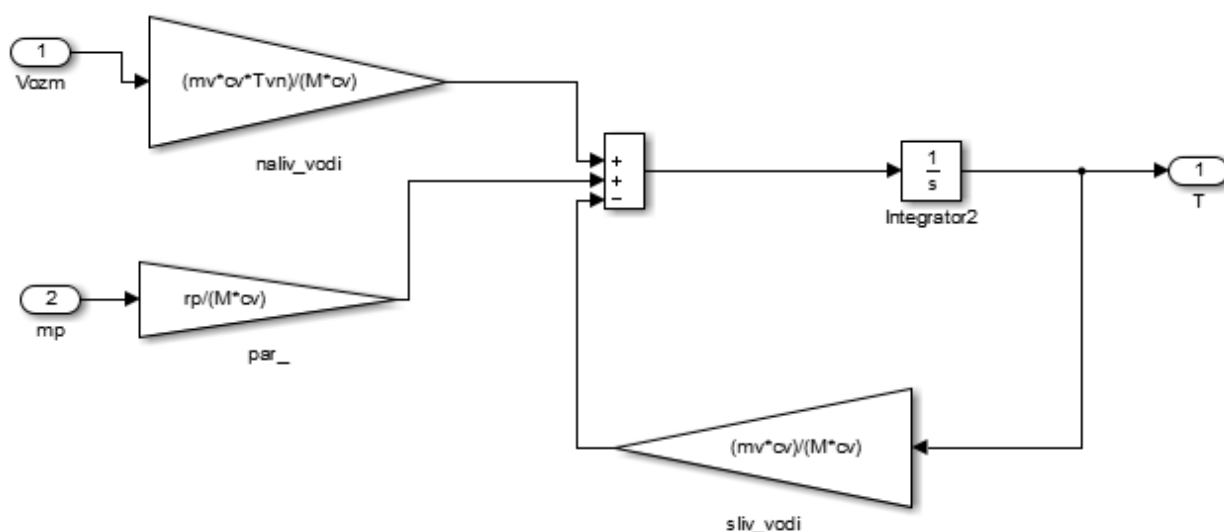 1
Vozm
(mv*cv*Tvn)/(M*cv)
naliv_vodi
+
+
−
1
s
Integrator2
1
T
2
mp
rp/(M*cv)
par_
(mv*cv)/(M*cv)
sliv_vodi